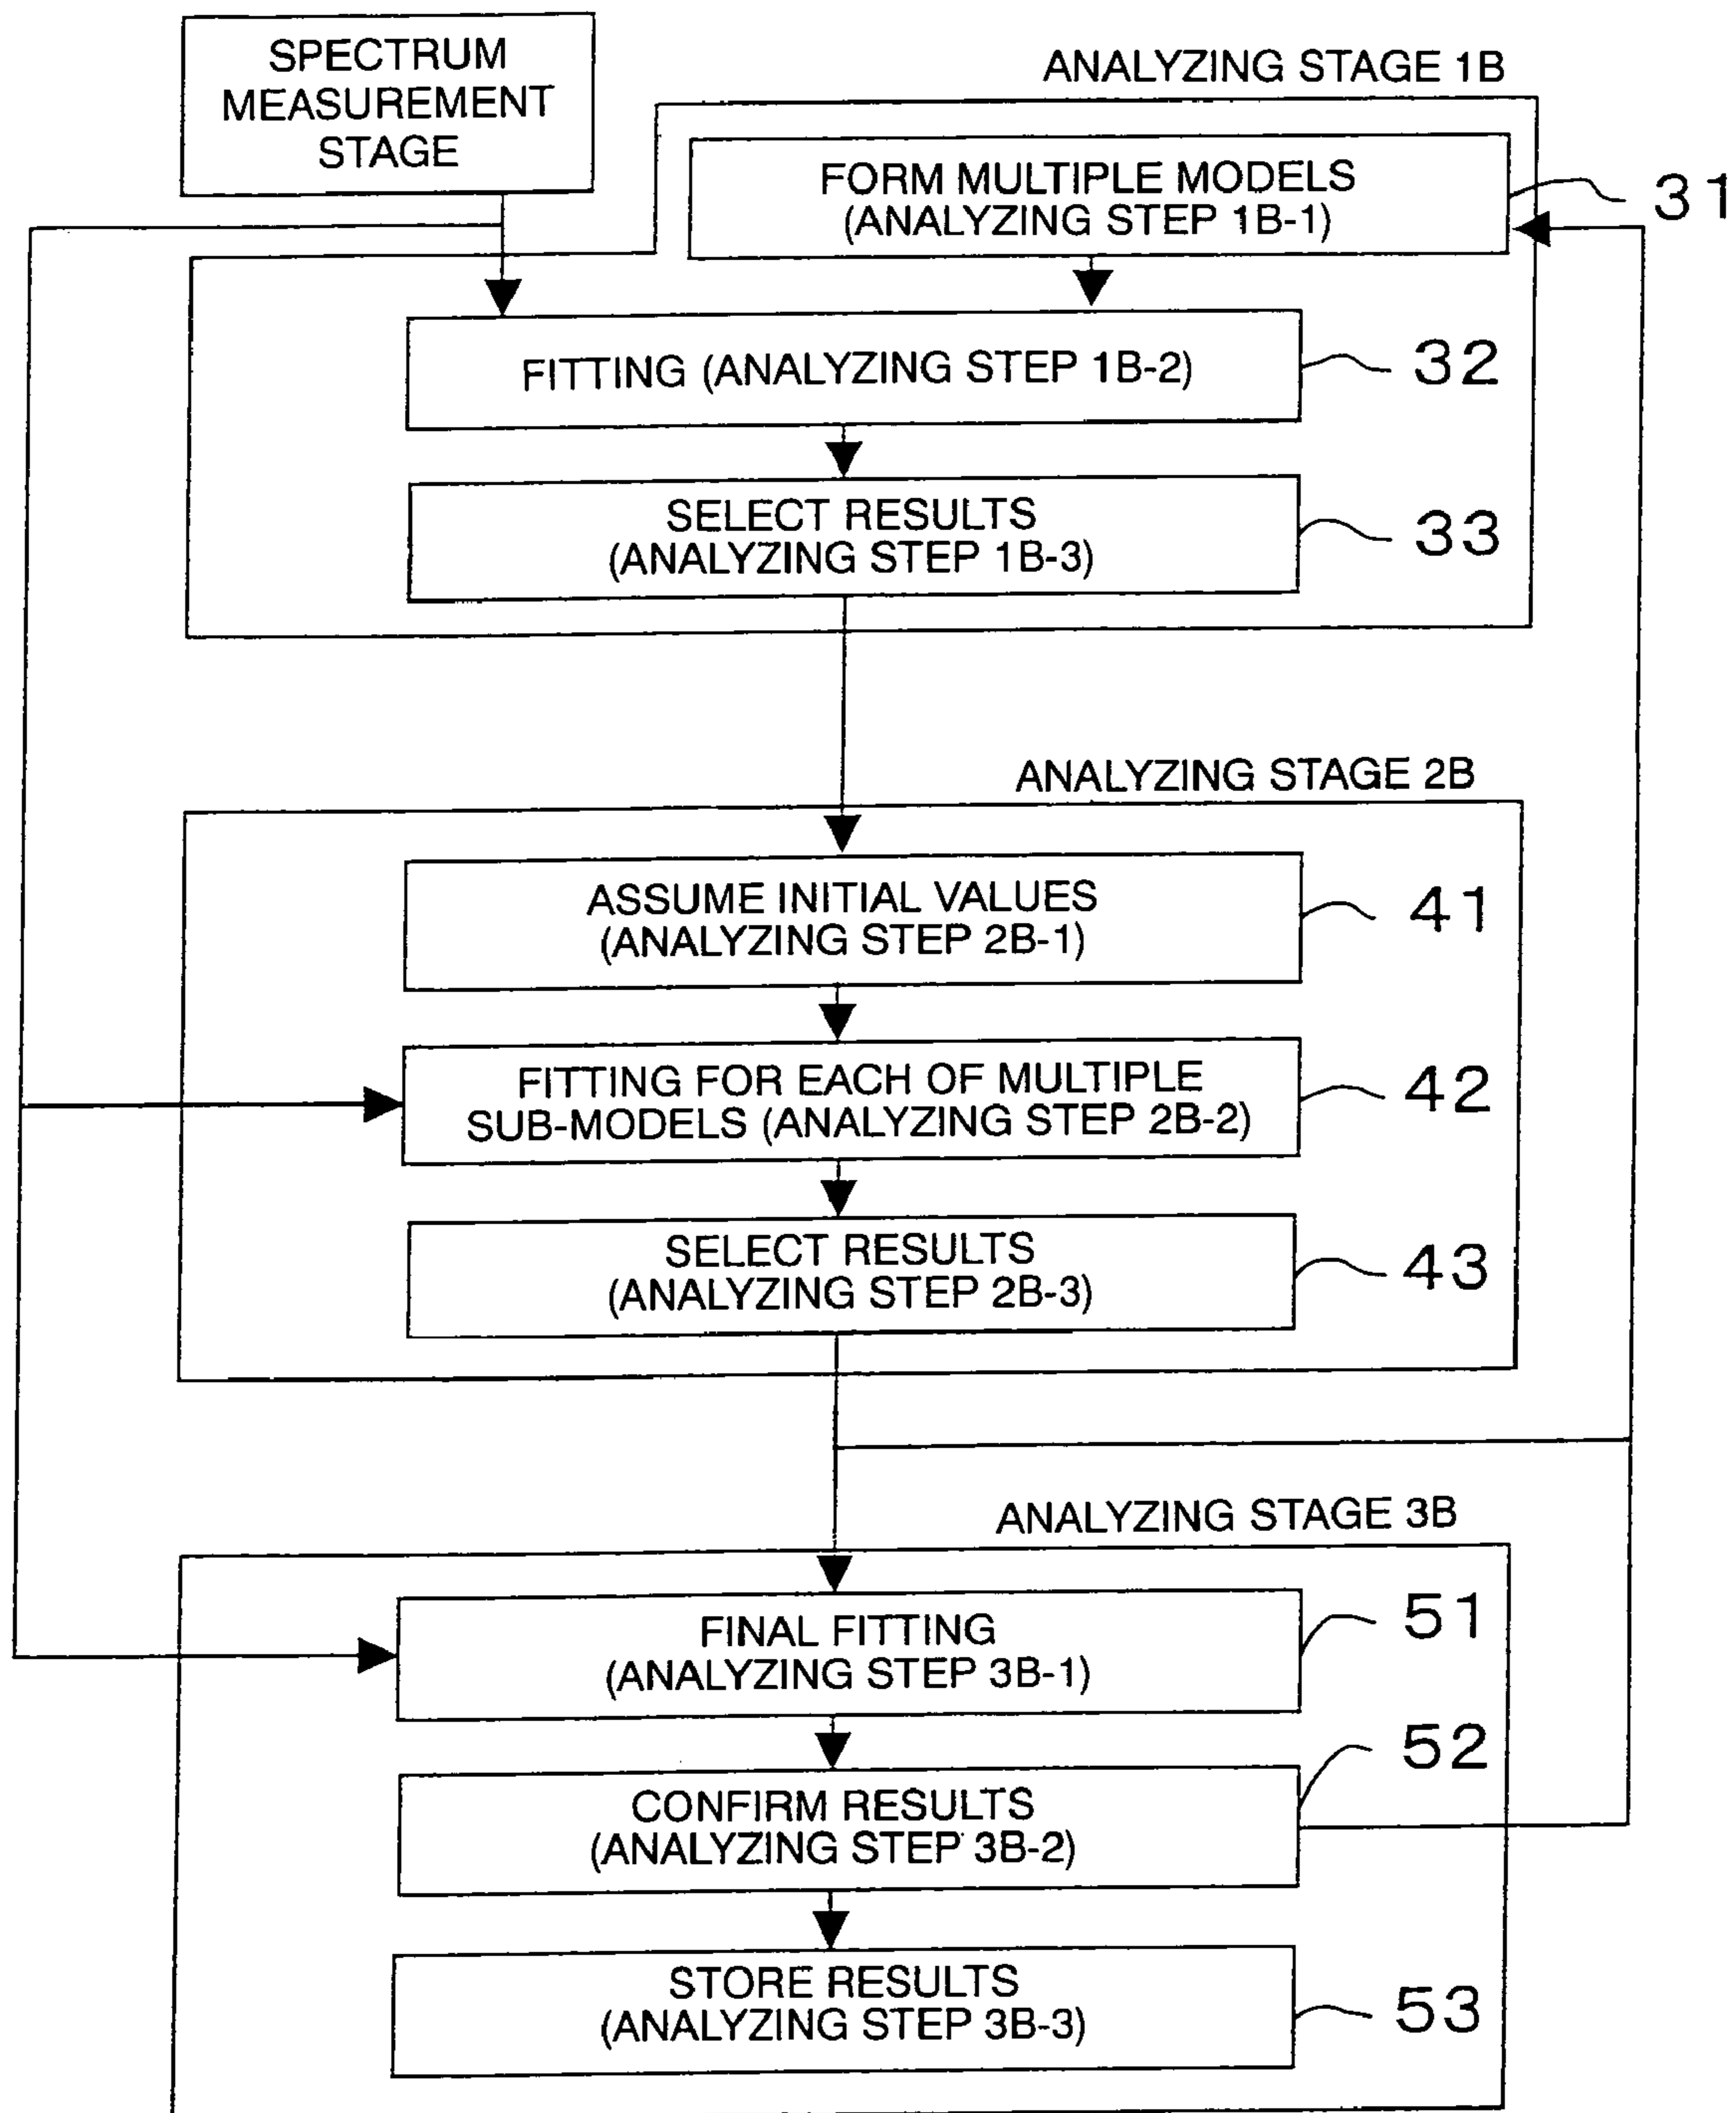 SPECTRUM
MEASUREMENT
STAGE
ANALYZING STAGE 1B
FORM MULTIPLE MODELS
(ANALYZING STEP 1B-1)
31
FITTING (ANALYZING STEP 1B-2)
32
SELECT RESULTS
(ANALYZING STEP 1B-3)
33
ANALYZING STAGE 2B
ASSUME INITIAL VALUES
(ANALYZING STEP 2B-1)
41
FITTING FOR EACH OF MULTIPLE
SUB-MODELS (ANALYZING STEP 2B-2)
42
SELECT RESULTS
(ANALYZING STEP 2B-3)
43
ANALYZING STAGE 3B
FINAL FITTING
(ANALYZING STEP 3B-1)
51
CONFIRM RESULTS
(ANALYZING STEP 3B-2)
52
STORE RESULTS
(ANALYZING STEP 3B-3)
53